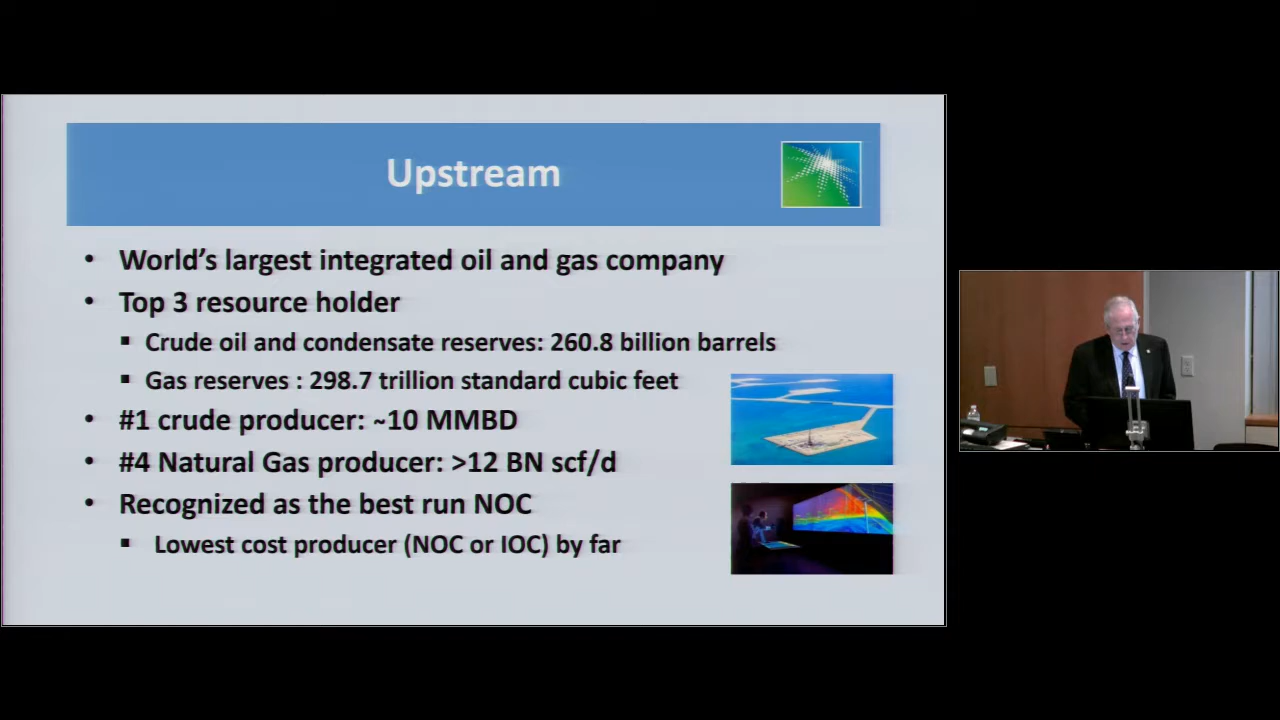 Upstream
• World's largest integrated oil and gas company
• Top 3 resource holder
▪ Crude oil and condensate reserves: 260.8 billion barrels
▪ Gas reserves : 298.7 trillion standard cubic feet
• #1 crude producer: ~10 MMBD
• #4 Natural Gas producer: >12 BN scf/d
• Recognized as the best run NOC
▪ Lowest cost producer (NOC or IOC) by far